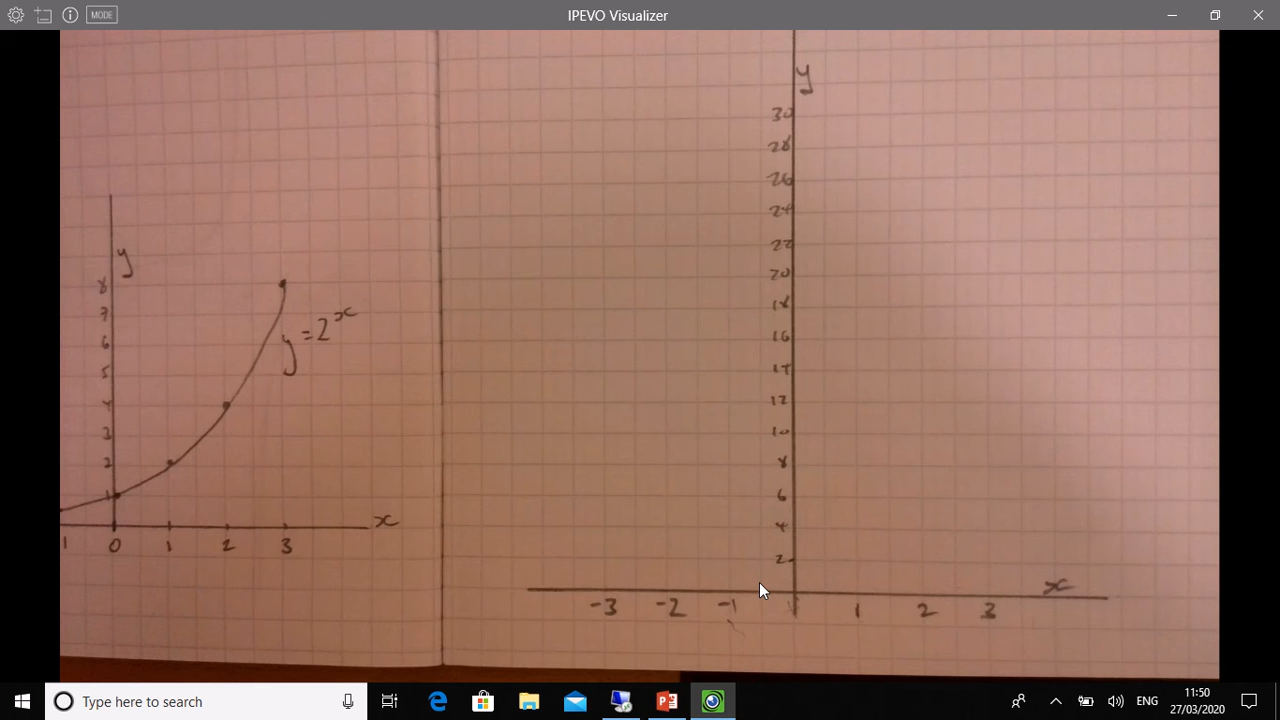 MODE
IPEVO Visualizer
y
8
7
6
5
4
3
2
1
y=2^x
x
1 0 1 2 3
y
30
28
26
24
22
20
18
16
14
12
10
8
6
4
2
x
-3 -2 -1 1 2 3
Type here to search
ENG
11:50
27/03/2020